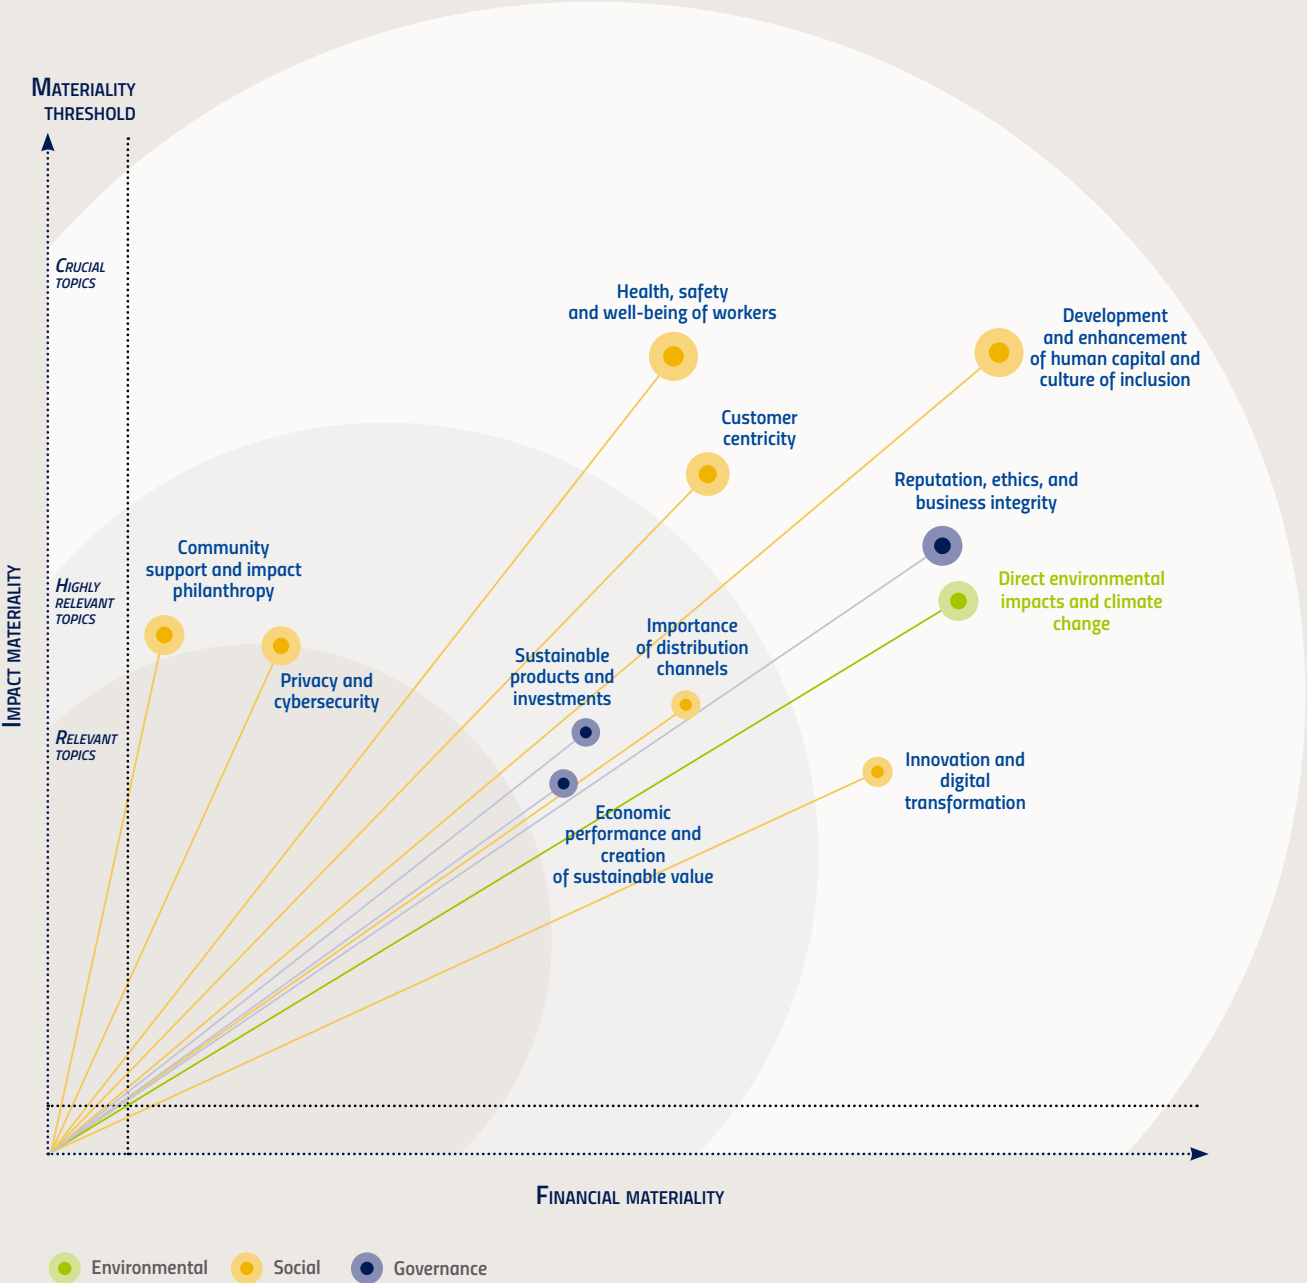 Materiality
threshold
Crucial
topics
Health, safety
and well-being of workers
Development
and enhancement
of human capital and
culture of inclusion
Customer
centricity
Reputation, ethics, and
business integrity
Community
support and impact
philanthropy
Highly
relevant
topics
Impact materiality
Direct environmental
impacts and climate
change
Importance
of distribution
channels
Sustainable
products and
investments
Privacy and
cybersecurity
Relevant
topics
Innovation and
digital
transformation
Economic
performance and
creation
of sustainable value
Financial materiality
Environmental
Social
Governance